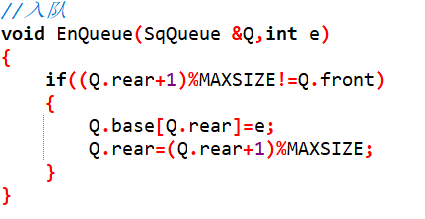 //入队
void EnQueue(SqQueue &Q,int e)
{
    if((Q.rear+1)%MAXSIZE!=Q.front)
    {
        Q.base[Q.rear]=e;
        Q.rear=(Q.rear+1)%MAXSIZE;
    }
}